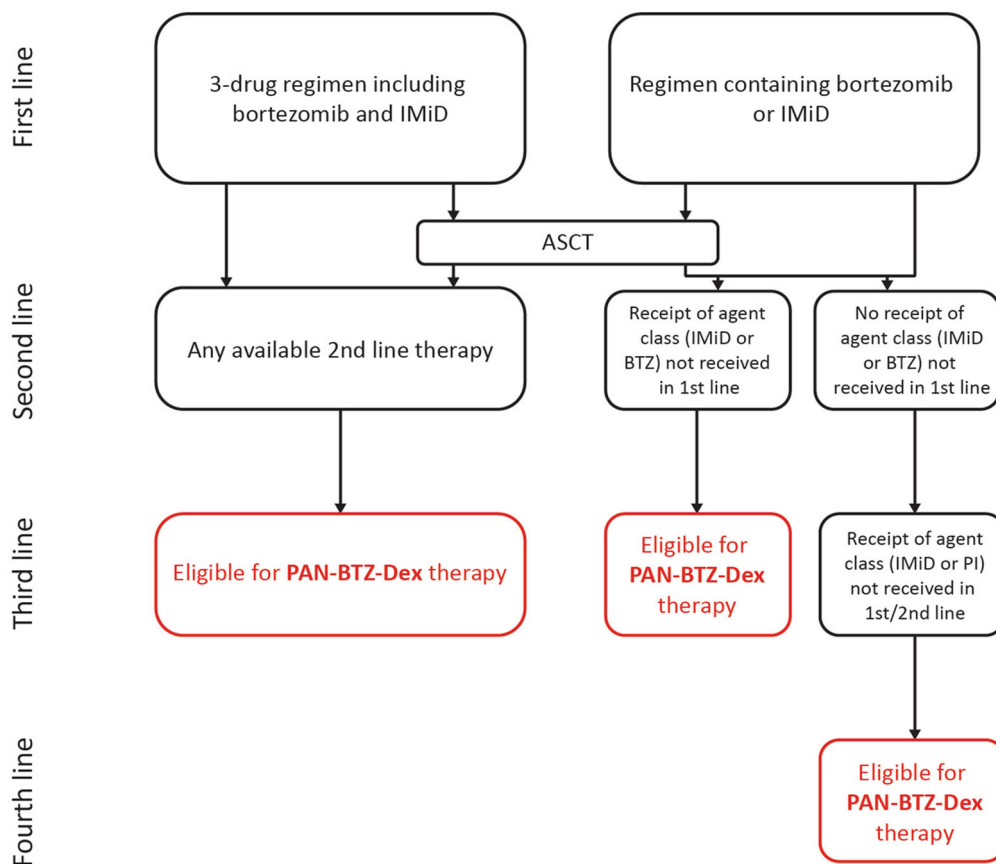 First line
3-drug regimen including
bortezomib and IMiD
Regimen containing bortezomib
or IMiD
ASCT
Second line
Any available 2nd line therapy
Receipt of agent
class (IMiD or
BTZ) not received
in 1st line
No receipt of
agent class (IMiD
or BTZ) not
received in 1st line
Third line
Eligible for PAN-BTZ-Dex therapy
Eligible for
PAN-BTZ-Dex
therapy
Receipt of agent
class (IMiD or PI)
not received in
1st/2nd line
Fourth line
Eligible for
PAN-BTZ-Dex
therapy